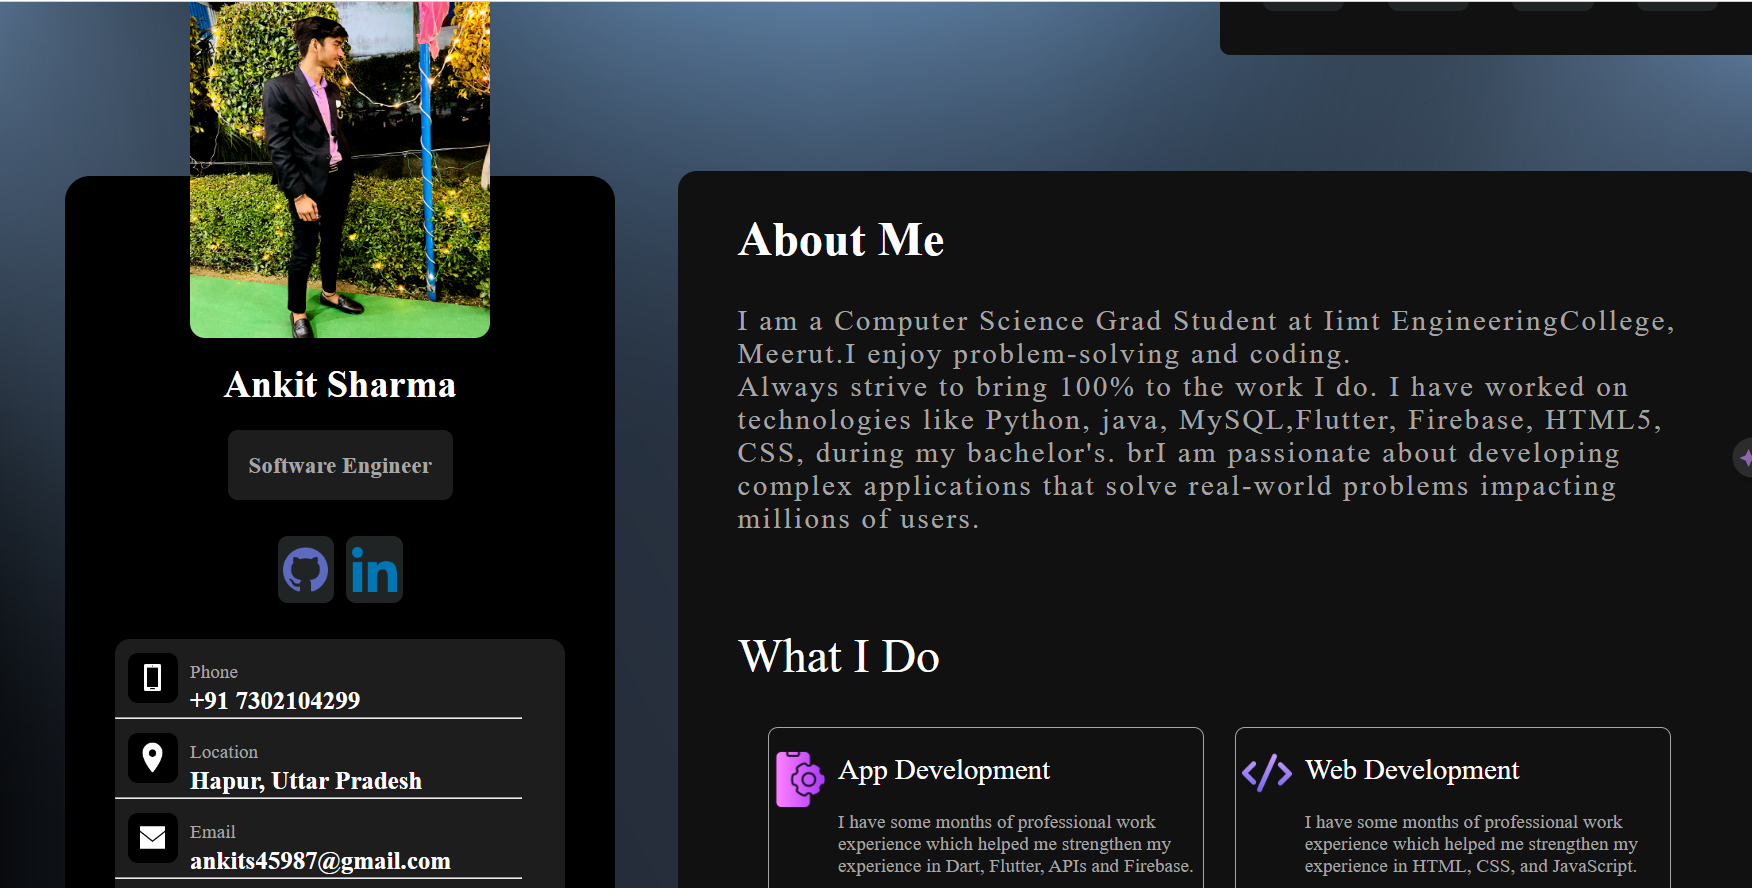 Ankit Sharma
Software Engineer
in
Phone
+91 7302104299
Location
Hapur, Uttar Pradesh
Email
ankits45987@gmail.com
About Me
I am a Computer Science Grad Student at Iimt EngineeringCollege,
Meerut.I enjoy problem-solving and coding.
Always strive to bring 100% to the work I do. I have worked on
technologies like Python, java, MySQL,Flutter, Firebase, HTML5,
CSS, during my bachelor's. brI am passionate about developing
complex applications that solve real-world problems impacting
millions of users.
What I Do
App Development
I have some months of professional work
experience which helped me strengthen my
experience in Dart, Flutter, APIs and Firebase.
Web Development
I have some months of professional work
experience which helped me strengthen my
experience in HTML, CSS, and JavaScript.